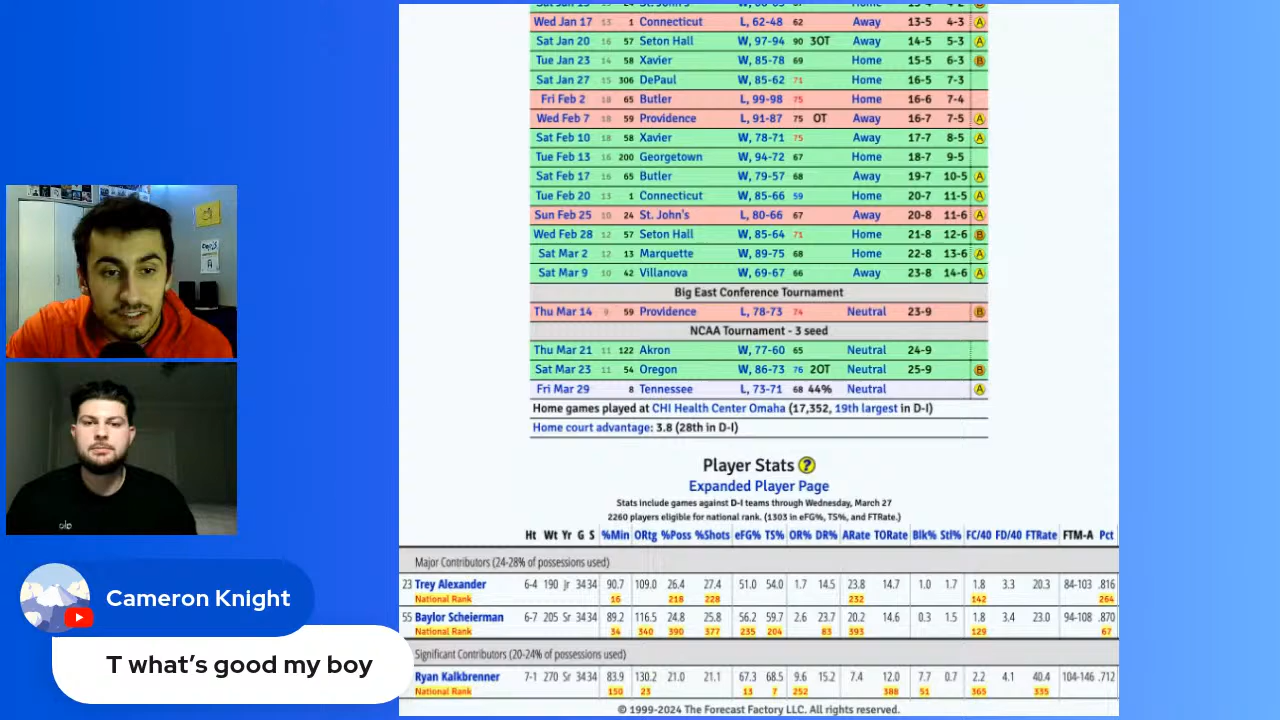 Wed Jan 17 13 1 Connecticut L, 62-48 62 Away 13-5 4-3 A
Sat Jan 20 16 57 Seton Hall W, 97-94 90 3OT Away 14-5 5-3 A
Tue Jan 23 14 58 Xavier W, 85-78 69 Home 15-5 6-3 B
Sat Jan 27 15 306 DePaul W, 85-62 71 Home 16-5 7-3
Fri Feb 2 18 65 Butler L, 99-98 75 Home 16-6 7-4
Wed Feb 7 18 59 Providence L, 91-87 75 OT Away 16-7 7-5 A
Sat Feb 10 18 58 Xavier W, 78-71 75 Away 17-7 8-5 A
Tue Feb 13 16 200 Georgetown W, 94-72 67 Home 18-7 9-5
Sat Feb 17 16 65 Butler W, 79-57 68 Away 19-7 10-5 A
Tue Feb 20 13 1 Connecticut W, 85-66 59 Home 20-7 11-5 A
Sun Feb 25 10 24 St. John's L, 80-66 67 Away 20-8 11-6 A
Wed Feb 28 12 57 Seton Hall W, 85-64 71 Home 21-8 12-6 B
Sat Mar 2 12 13 Marquette W, 89-75 68 Home 22-8 13-6 A
Sat Mar 9 10 42 Villanova W, 69-67 66 Away 23-8 14-6 A
Big East Conference Tournament
Thu Mar 14 9 59 Providence L, 78-73 74 Neutral 23-9 B
NCAA Tournament - 3 seed
Thu Mar 21 11 122 Akron W, 77-60 65 Neutral 24-9
Sat Mar 23 11 54 Oregon W, 86-73 76 2OT Neutral 25-9 B
Fri Mar 29 8 Tennessee L, 73-71 68 44% Neutral A
Home games played at CHI Health Center Omaha (17,352, 19th largest in D-I)
Home court advantage: 3.8 (28th in D-I)
Player Stats ?
Expanded Player Page
Stats include games against D-I teams through Wednesday, March 27
2260 players eligible for national rank. (1303 in eFG%, TS%, and FTRate.)
Ht Wt Yr G S %Min ORtg %Poss %Shots eFG% TS% OR% DR% ARate TORate Blk% Stl% FC/40 FD/40 FTRate FTM-A Pct
Major Contributors (24-28% of possessions used)
23 Trey Alexander 6-4 190 Jr 34 34 90.7 109.0 26.4 27.4 51.0 54.0 1.7 14.5 23.8 14.7 1.0 1.7 1.8 3.3 20.3 84-103 .816
National Rank 16 218 228 232 142 264
55 Baylor Scheierman 6-7 205 Sr 34 34 89.2 116.5 24.8 25.8 56.2 59.7 2.6 23.7 20.2 14.6 0.3 1.5 1.8 3.4 23.0 94-108 .870
National Rank 34 340 390 377 235 204 83 393 129 67
Significant Contributors (20-24% of possessions used)
Ryan Kalkbrenner 7-1 270 Sr 34 34 83.9 130.2 21.0 21.1 67.3 68.5 9.6 15.2 7.4 12.0 7.7 0.7 2.2 4.1 40.4 104-146 .712
National Rank 150 23 13 7 252 388 51 365 335
© 1999-2024 The Forecast Factory LLC. All rights reserved.
Cameron Knight
T what's good my boy